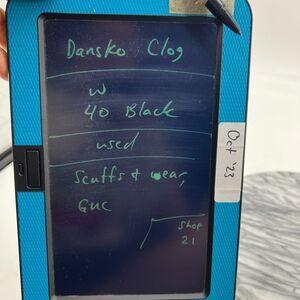 Dansko Clog
W
40 Black
used
Scuffs & wear,
GUC
Shop
21
Oct '23